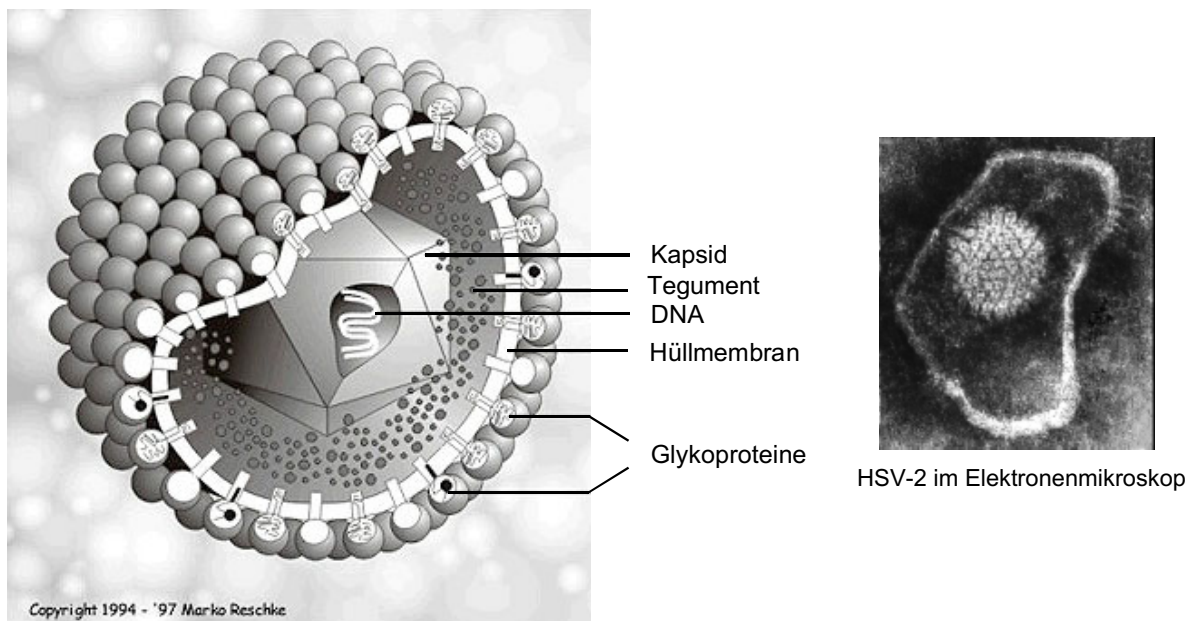 Kapsid
Tegument
DNA
Hüllmembran
Glykoproteine
HSV-2 im Elektronenmikroskop
Copyright 1994 - '97 Marko Reschke